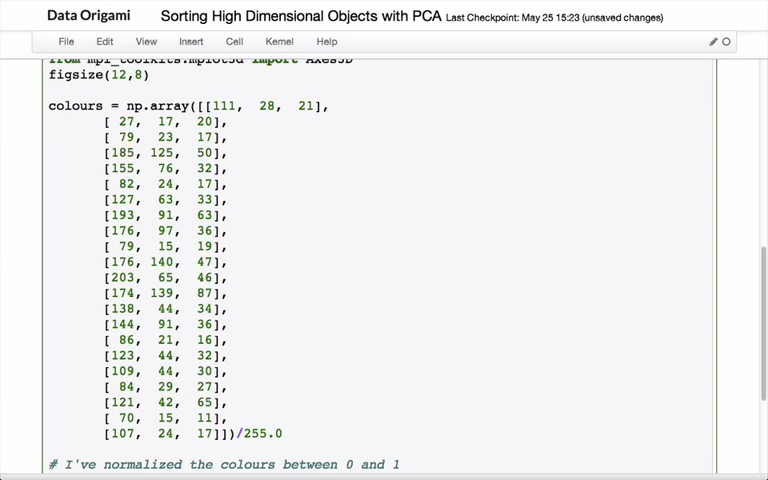 Data Origami Sorting High Dimensional Objects with PCA Last Checkpoint: May 25 15:23 (unsaved changes)
File Edit View Insert Cell Kernel Help
from mpl_toolkits.mplot3d import Axes3D
figsize(12,8)
colours = np.array([[111, 28, 21],
[ 27, 17, 20],
[ 79, 23, 17],
[185, 125, 50],
[155, 76, 32],
[ 82, 24, 17],
[127, 63, 33],
[193, 91, 63],
[176, 97, 36],
[ 79, 15, 19],
[176, 140, 47],
[203, 65, 46],
[174, 139, 87],
[138, 44, 34],
[144, 91, 36],
[ 86, 21, 16],
[123, 44, 32],
[109, 44, 30],
[ 84, 29, 27],
[121, 42, 65],
[ 70, 15, 11],
[107, 24, 17]])/255.0
# I've normalized the colours between 0 and 1